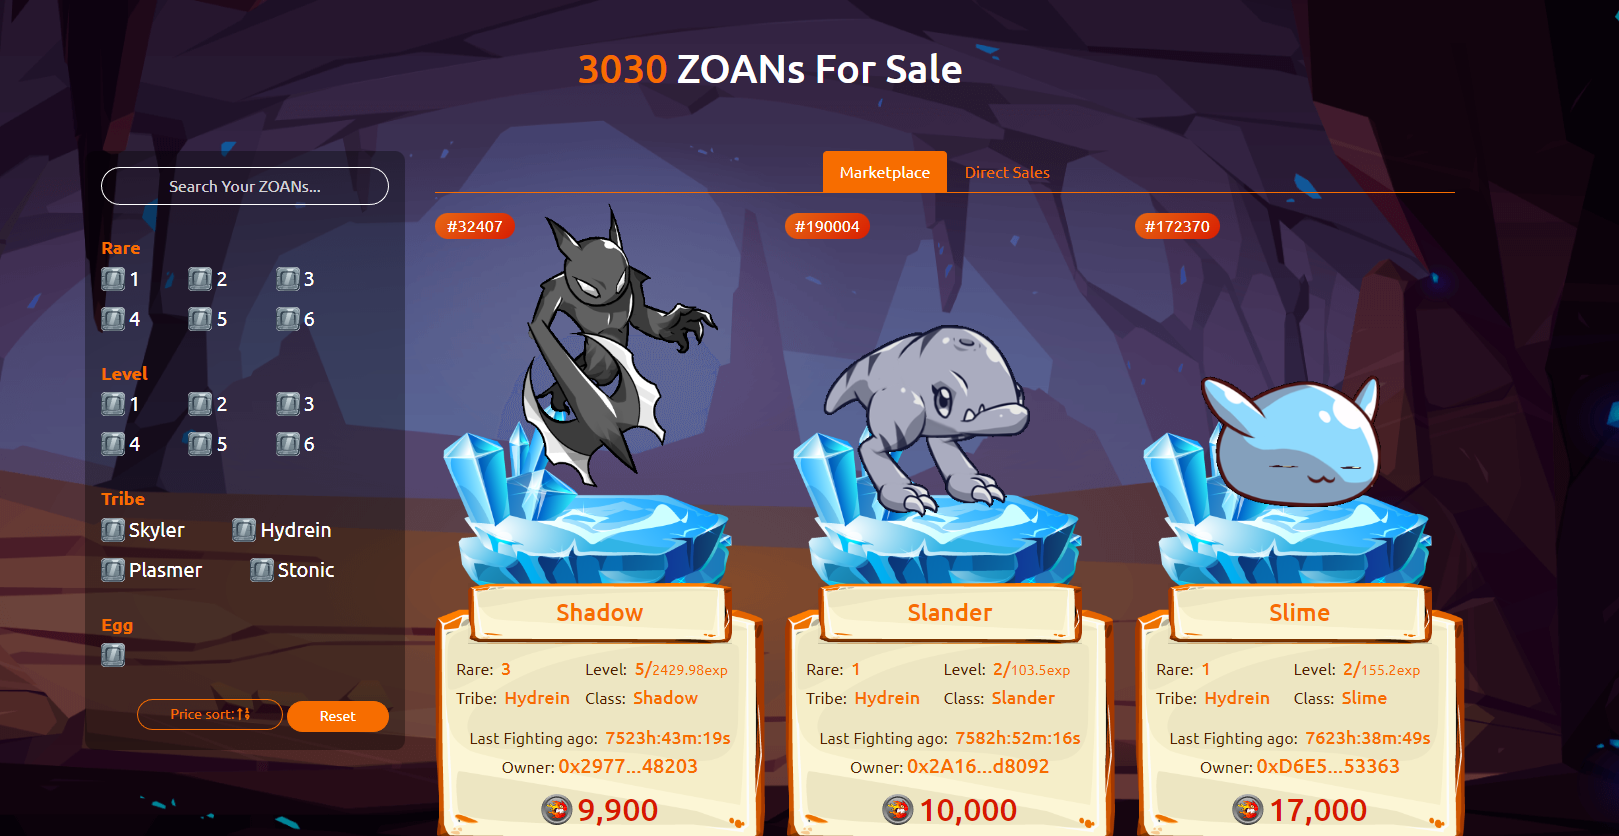 3030 ZOANs For Sale
Search Your ZOANs...
Rare
1 2 3
4 5 6
Level
1 2 3
4 5 6
Tribe
Skyler Hydrein
Plasmer Stonic
Egg
Price sort: Reset
Marketplace Direct Sales
#32407
Shadow
Rare: 3 Level: 5/2429.98exp
Tribe: Hydrein Class: Shadow
Last Fighting ago: 7523h:43m:19s
Owner: 0x2977...48203
9,900
#190004
Slander
Rare: 1 Level: 2/103.5exp
Tribe: Hydrein Class: Slander
Last Fighting ago: 7582h:52m:16s
Owner: 0x2A16...d8092
10,000
#172370
Slime
Rare: 1 Level: 2/155.2exp
Tribe: Hydrein Class: Slime
Last Fighting ago: 7623h:38m:49s
Owner: 0xD6E5...53363
17,000